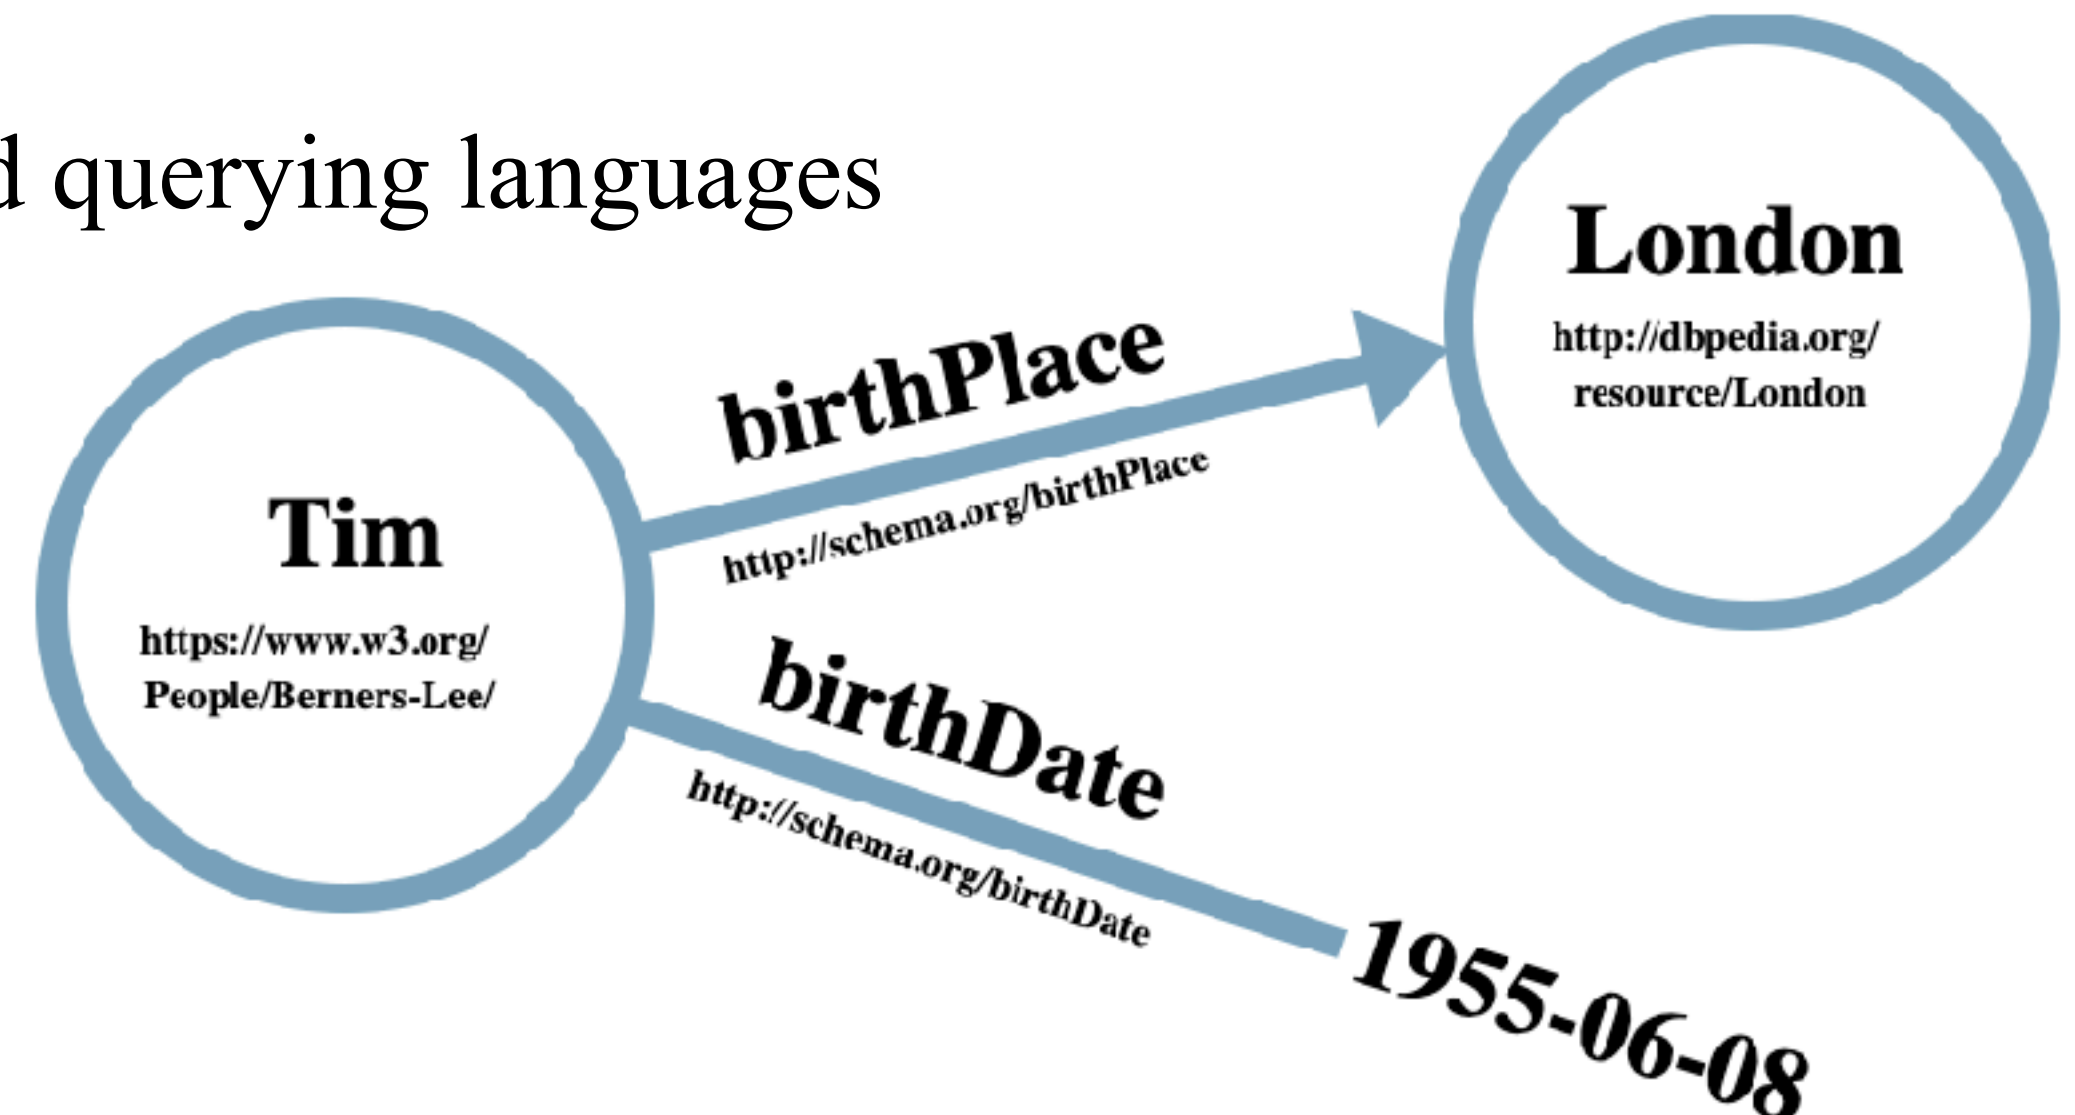 d querying languages
London
http://dbpedia.org/
resource/London
birthPlace
http://schema.org/birthPlace
Tim
https://www.w3.org/
People/Berners-Lee/
birthDate
http://schema.org/birthDate
1955-06-08